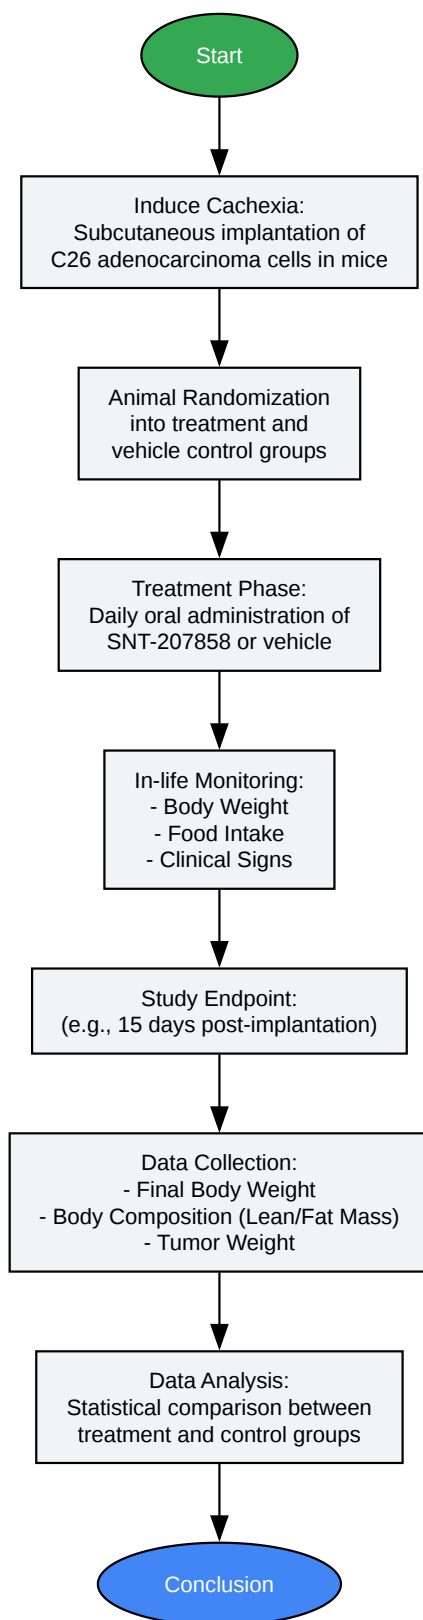 Start
Induce Cachexia:
Subcutaneous implantation of
C26 adenocarcinoma cells in mice
Animal Randomization
into treatment and
vehicle control groups
Treatment Phase:
Daily oral administration of
SNT-207858 or vehicle
In-life Monitoring:
- Body Weight
- Food Intake
- Clinical Signs
Study Endpoint:
(e.g., 15 days post-implantation)
Data Collection:
- Final Body Weight
- Body Composition (Lean/Fat Mass)
- Tumor Weight
Data Analysis:
Statistical comparison between
treatment and control groups
Conclusion